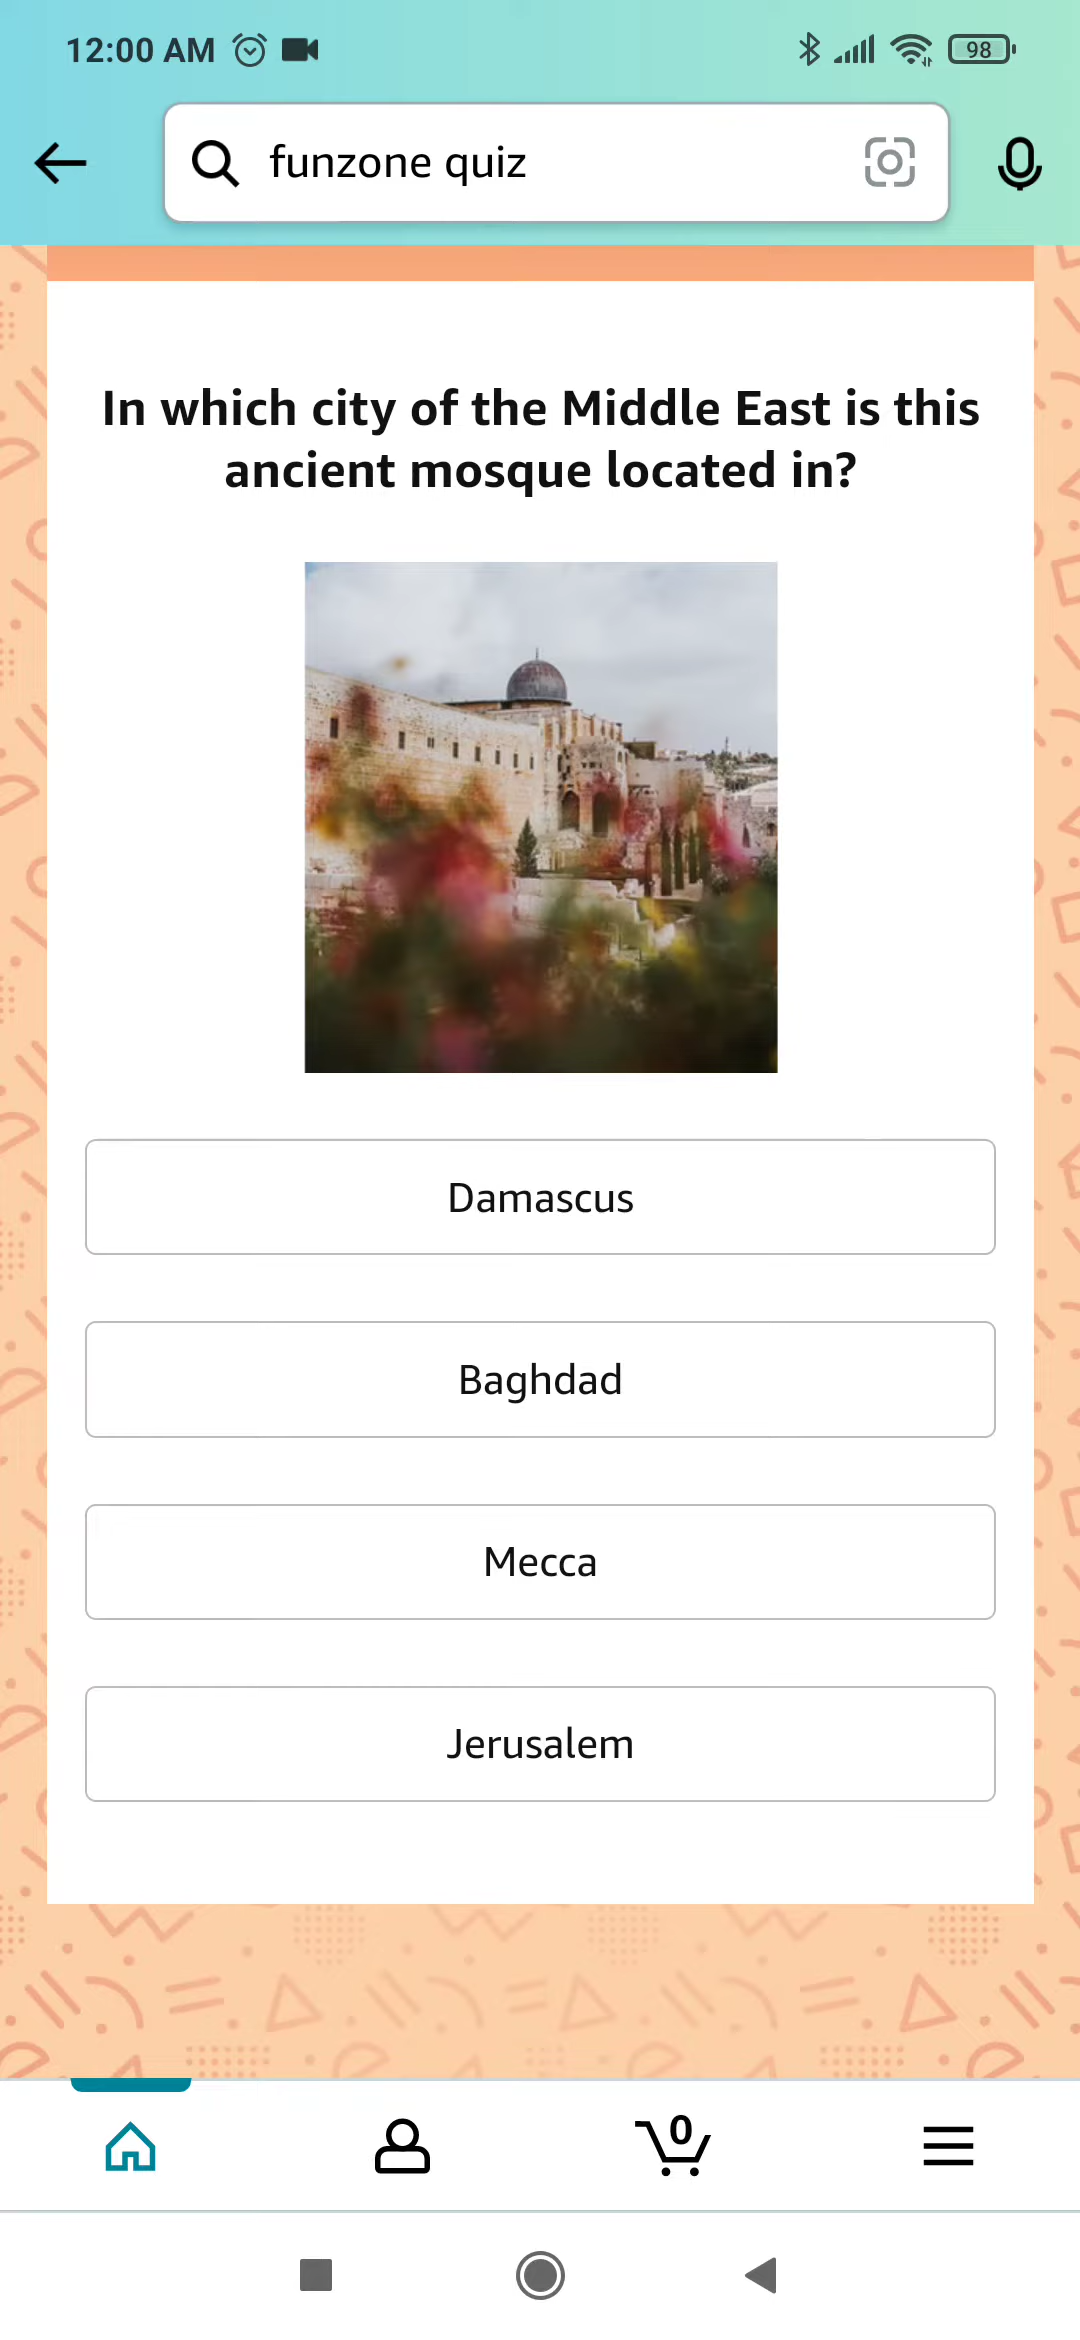 12:00 AM
98
funzone quiz
In which city of the Middle East is this
ancient mosque located in?
Damascus
Baghdad
Mecca
Jerusalem
0